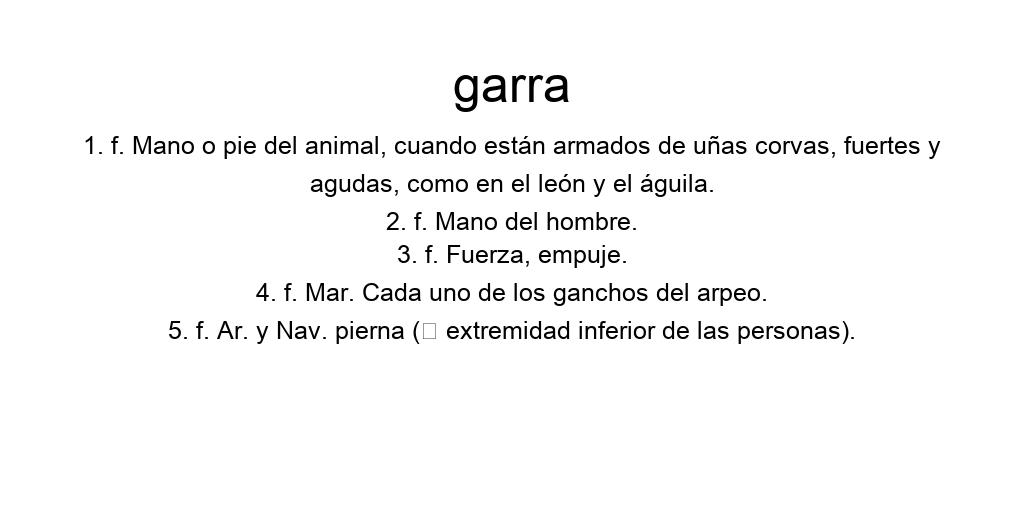 garra
1. f. Mano o pie del animal, cuando están armados de uñas corvas, fuertes y
agudas, como en el león y el águila.
2. f. Mano del hombre.
3. f. Fuerza, empuje.
4. f. Mar. Cada uno de los ganchos del arpeo.
5. f. Ar. y Nav. pierna (□ extremidad inferior de las personas).